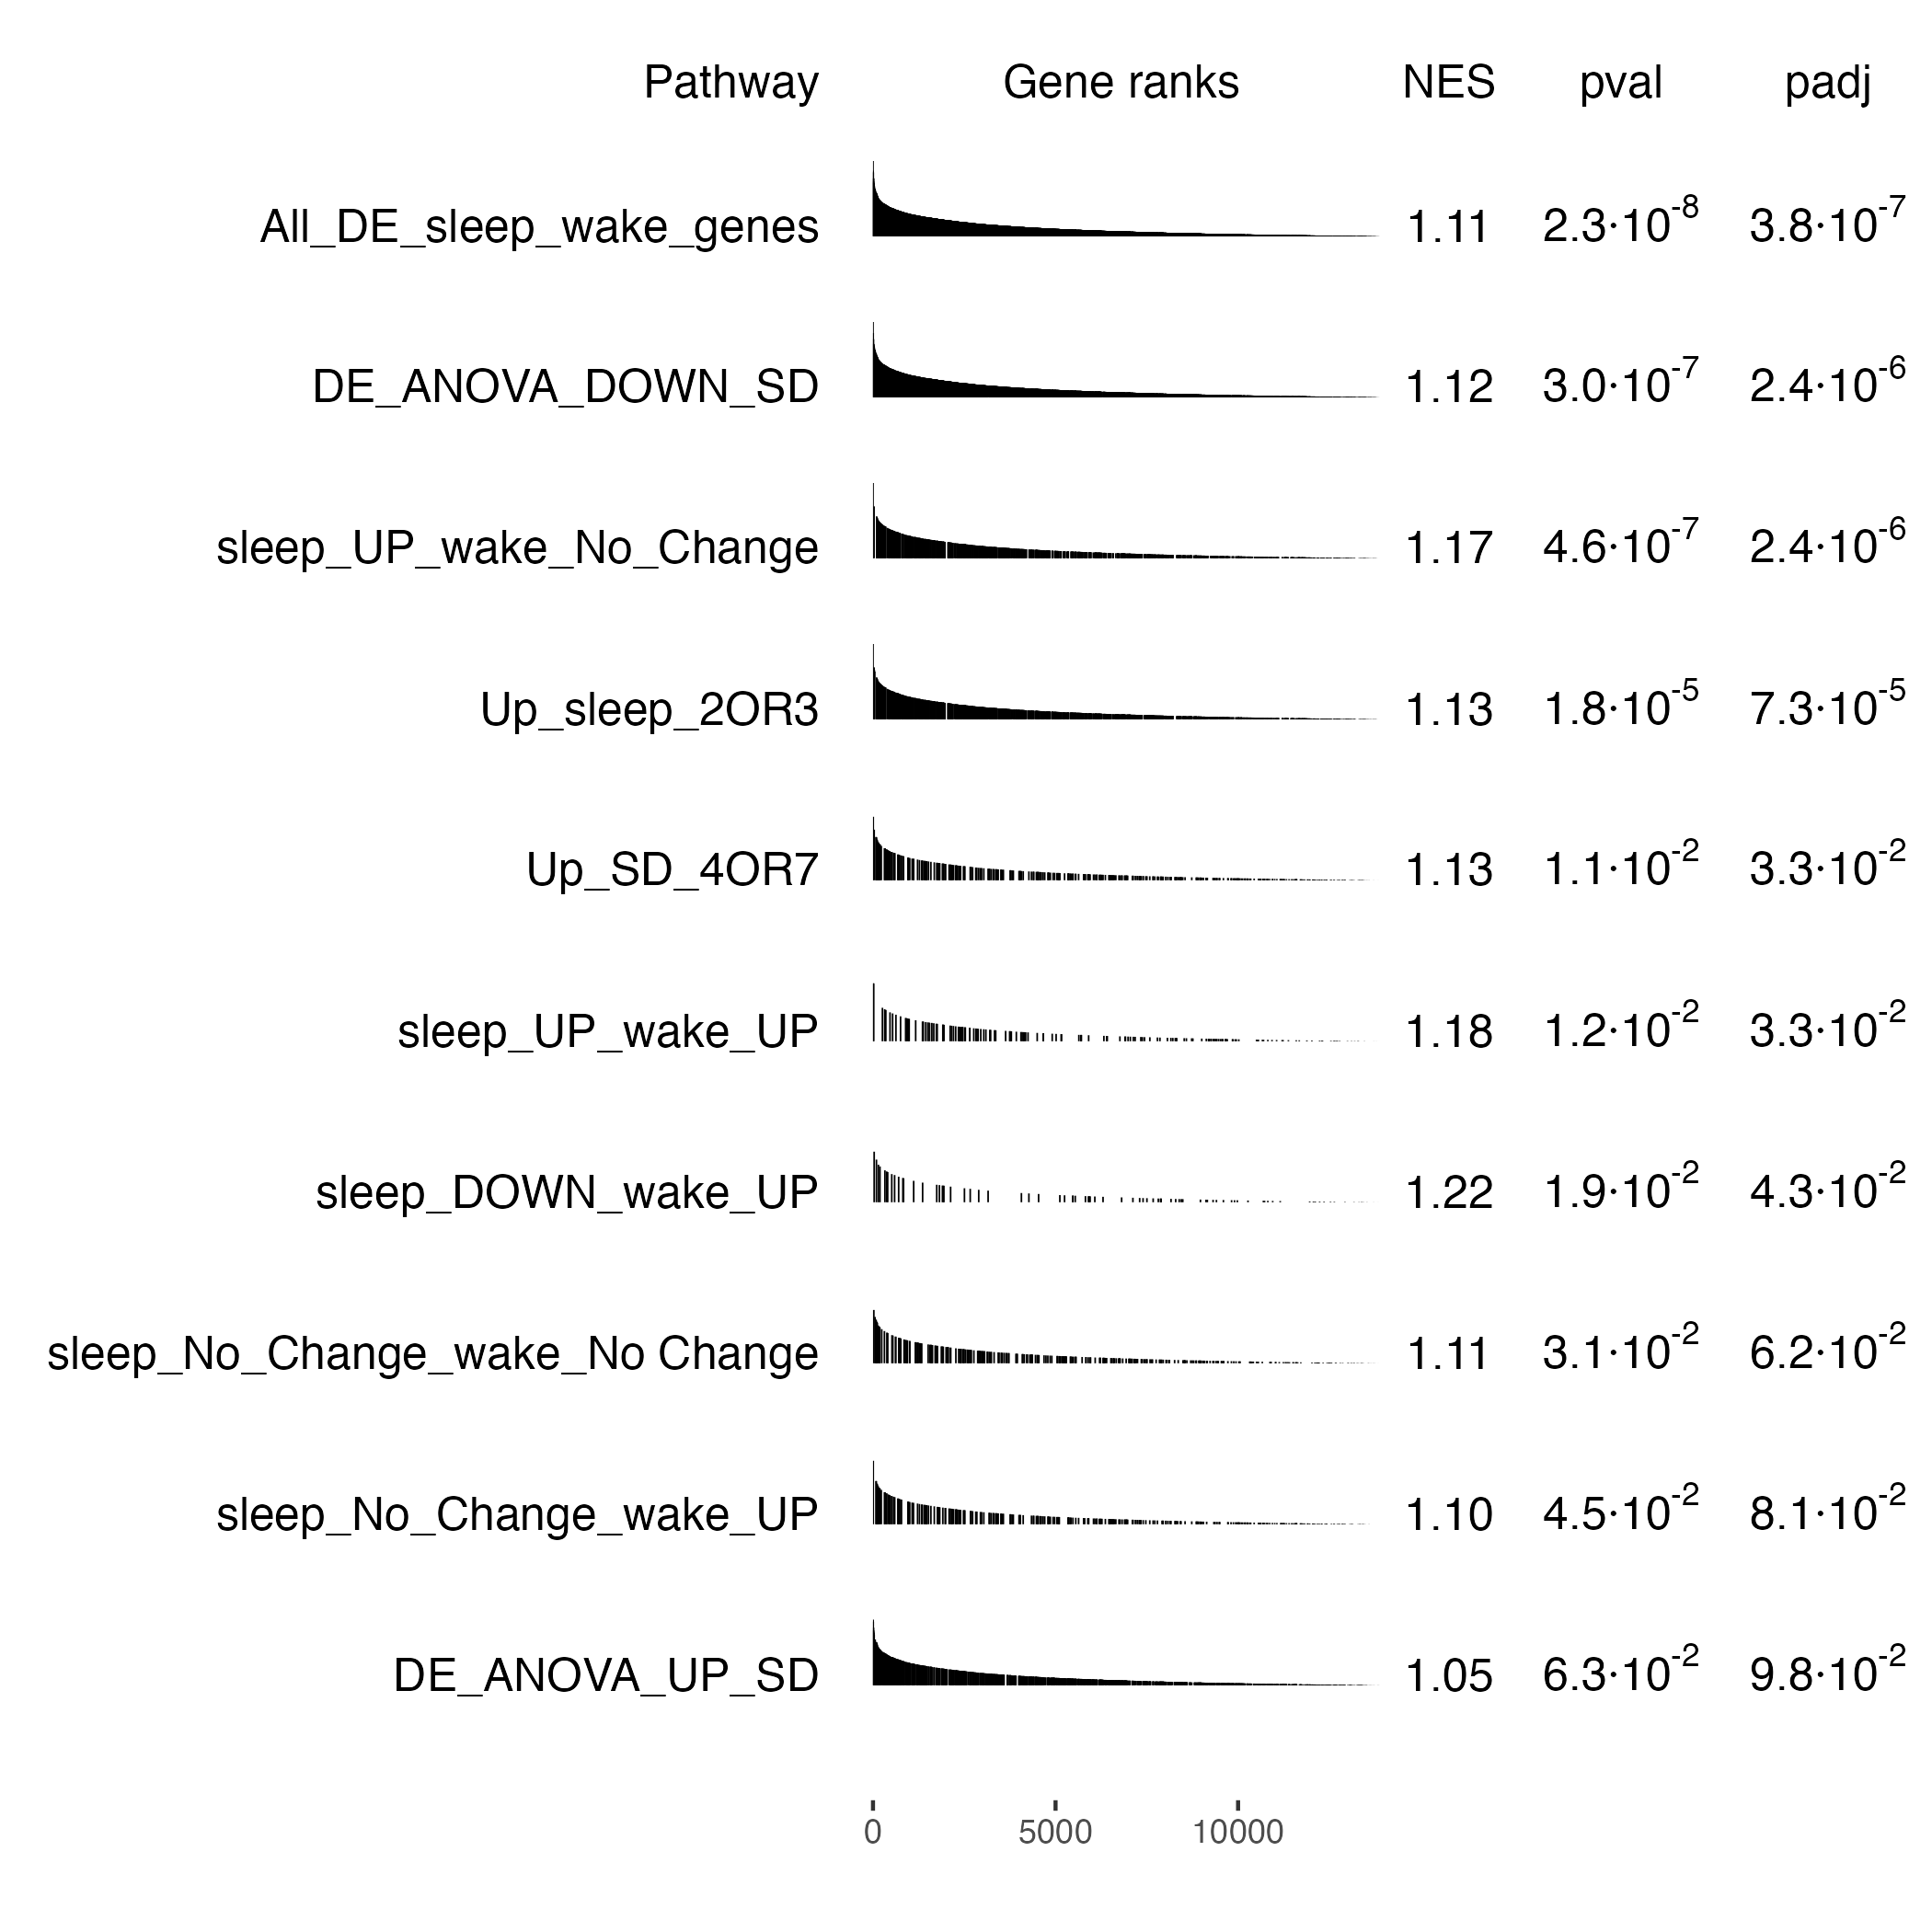 Pathway Gene ranks NES pval padj
All_DE_sleep_wake_genes 1.11 2.3·10⁻⁸ 3.8·10⁻⁷
DE_ANOVA_DOWN_SD 1.12 3.0·10⁻⁷ 2.4·10⁻⁶
sleep_UP_wake_No_Change 1.17 4.6·10⁻⁷ 2.4·10⁻⁶
Up_sleep_2OR3 1.13 1.8·10⁻⁵ 7.3·10⁻⁵
Up_SD_4OR7 1.13 1.1·10⁻² 3.3·10⁻²
sleep_UP_wake_UP 1.18 1.2·10⁻² 3.3·10⁻²
sleep_DOWN_wake_UP 1.22 1.9·10⁻² 4.3·10⁻²
sleep_No_Change_wake_No Change 1.11 3.1·10⁻² 6.2·10⁻²
sleep_No_Change_wake_UP 1.10 4.5·10⁻² 8.1·10⁻²
DE_ANOVA_UP_SD 1.05 6.3·10⁻² 9.8·10⁻²
0 5000 10000